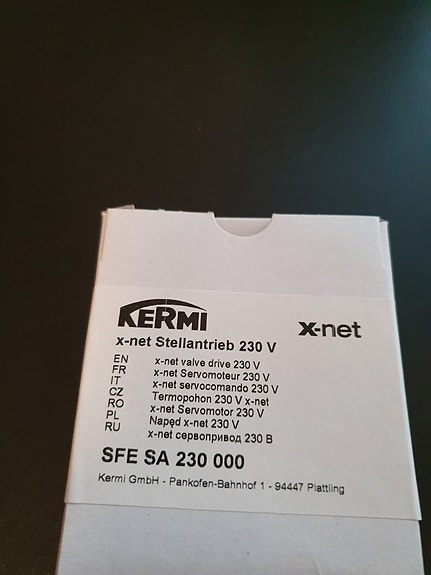 KERMI
x-net
x-net Stellantrieb 230 V
EN x-net valve drive 230 V
FR x-net Servomoteur 230 V
IT x-net servocomando 230 V
CZ Termopohon 230 V x-net
RO x-net Servomotor 230 V
PL Napęd x-net 230 V
RU x-net сервопривод 230 В
SFE SA 230 000
Kermi GmbH - Pankofen-Bahnhof 1 - 94447 Plattling